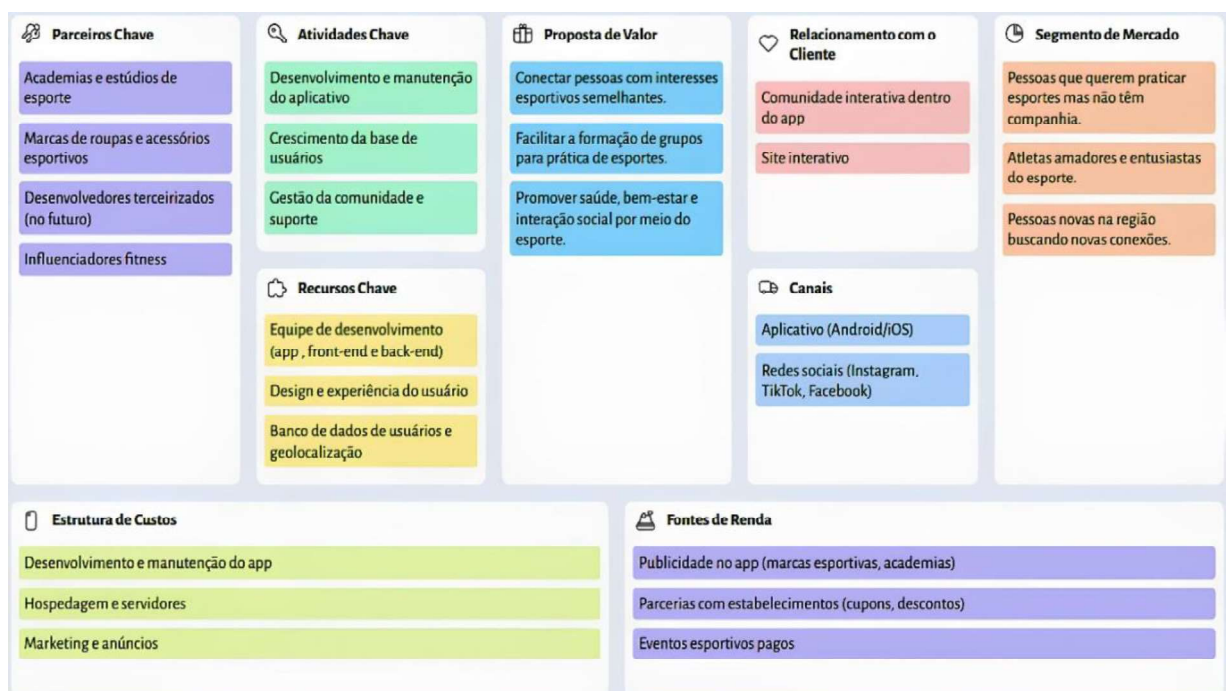 Parceiros Chave
Academias e estúdios de
esporte
Marcas de roupas e acessórios
esportivos
Desenvolvedores terceirizados
(no futuro)
Influenciadores fitness
Atividades Chave
Desenvolvimento e manutenção
do aplicativo
Crescimento da base de
usuários
Gestão da comunidade e
suporte
Recursos Chave
Equipe de desenvolvimento
(app , front-end e back-end)
Design e experiência do usuário
Banco de dados de usuários e
geolocalização
Proposta de Valor
Conectar pessoas com interesses
esportivos semelhantes.
Facilitar a formação de grupos
para prática de esportes.
Promover saúde, bem-estar e
interação social por meio do
esporte.
Relacionamento com o
Cliente
Comunidade interativa dentro
do app
Site interativo
Canais
Aplicativo (Android/iOS)
Redes sociais (Instagram,
TikTok, Facebook)
Segmento de Mercado
Pessoas que querem praticar
esportes mas não têm
companhia.
Atletas amadores e entusiastas
do esporte.
Pessoas novas na região
buscando novas conexões.
Estrutura de Custos
Desenvolvimento e manutenção do app
Hospedagem e servidores
Marketing e anúncios
Fontes de Renda
Publicidade no app (marcas esportivas, academias)
Parcerias com estabelecimentos (cupons, descontos)
Eventos esportivos pagos